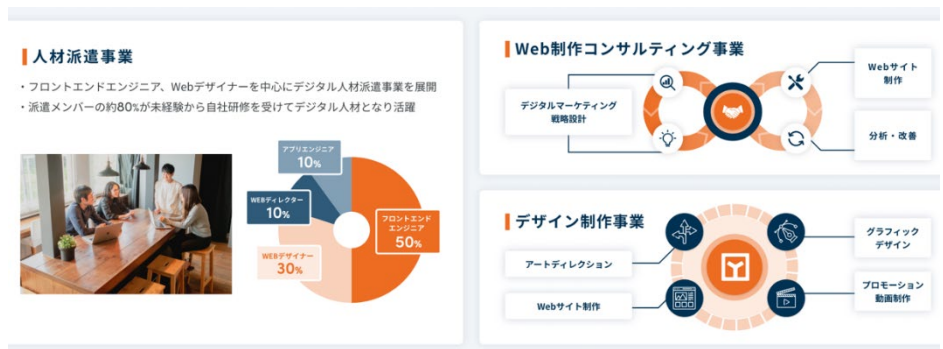 人材派遣事業
・フロントエンドエンジニア、Webデザイナーを中心にデジタル人材派遣事業を展開
・派遣メンバーの約80%が未経験から自社研修を受けてデジタル人材となり活躍
アプリエンジニア
10%
WEBディレクター
10%
フロントエンド
エンジニア
50%
WEBデザイナー
30%
Web制作コンサルティング事業
デジタルマーケティング
戦略設計
Webサイト
制作
分析・改善
デザイン制作事業
アートディレクション
Webサイト制作
グラフィック
デザイン
プロモーション
動画制作